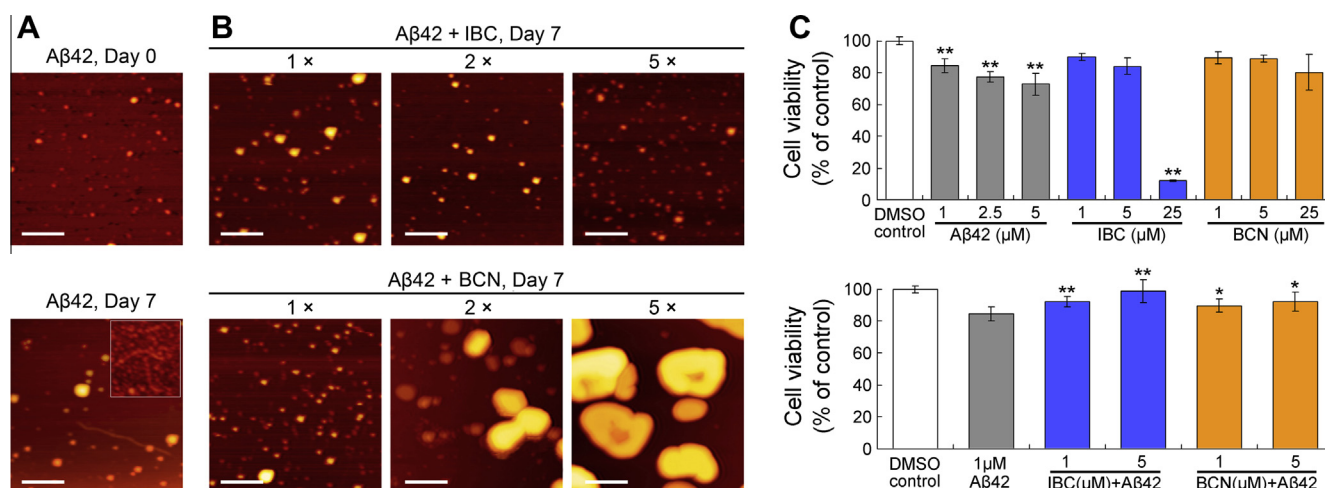 A
Aβ42, Day 0
Aβ42, Day 7
B
Aβ42 + IBC, Day 7
1 × 2 × 5 ×
Aβ42 + BCN, Day 7
1 × 2 × 5 ×
C
Cell viability
(% of control)
100
80
60
40
20
0
** ** ** **
DMSO
control
1 2.5 5 1 5 25 1 5 25
Aβ42 (μM) IBC (μM) BCN (μM)
Cell viability
(% of control)
100
80
60
40
20
0
** ** * *
DMSO
control
1μM
Aβ42
1 5 1 5
IBC(μM)+Aβ42 BCN(μM)+Aβ42